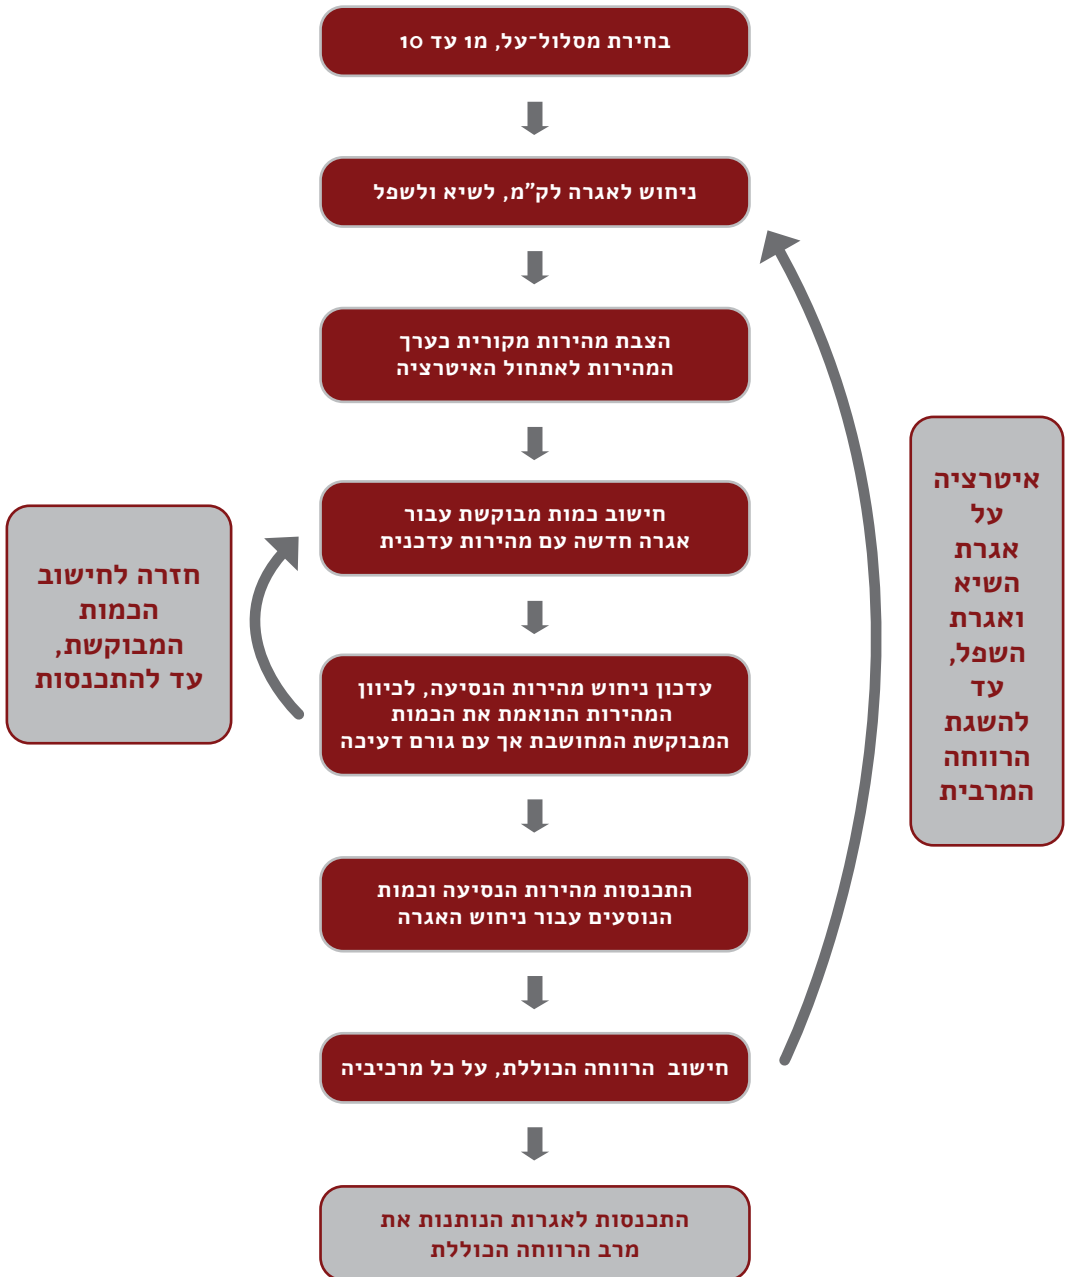 בחירת מסלול־על, מ1 עד 10
ניחוש לאגרה לק"מ, לשיא ולשפל
הצבת מהירות מקורית כערך
המהירות לאתחול האיטרציה
חישוב כמות מבוקשת עבור
אגרה חדשה עם מהירות עדכנית
עדכון ניחוש מהירות הנסיעה, לכיוון
המהירות התואמת את הכמות
המבוקשת המחושבת אך עם גורם דעיכה
התכנסות מהירות הנסיעה וכמות
הנוסעים עבור ניחוש האגרה
חישוב הרווחה הכוללת, על כל מרכיביה
התכנסות לאגרות הנותנות את
מרב הרווחה הכוללת
חזרה לחישוב
הכמות
המבוקשת,
עד להתכנסות
איטרציה
על
אגרת
השיא
ואגרת
השפל,
עד
להשגת
הרווחה
המרבית